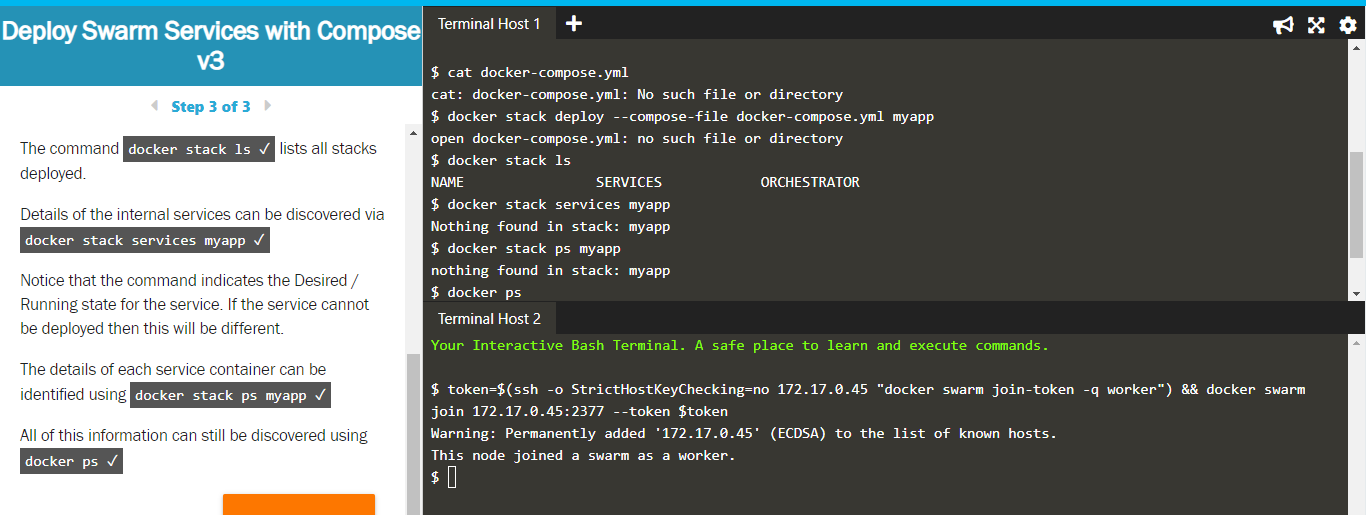 Deploy Swarm Services with Compose
v3
Step 3 of 3
The command docker stack ls ✓ lists all stacks
deployed.
Details of the internal services can be discovered via
docker stack services myapp ✓
Notice that the command indicates the Desired /
Running state for the service. If the service cannot
be deployed then this will be different.
The details of each service container can be
identified using docker stack ps myapp ✓
All of this information can still be discovered using
docker ps ✓
Terminal Host 1
$ cat docker-compose.yml
cat: docker-compose.yml: No such file or directory
$ docker stack deploy --compose-file docker-compose.yml myapp
open docker-compose.yml: no such file or directory
$ docker stack ls
NAME SERVICES ORCHESTRATOR
$ docker stack services myapp
Nothing found in stack: myapp
$ docker stack ps myapp
nothing found in stack: myapp
$ docker ps
Terminal Host 2
Your Interactive Bash Terminal. A safe place to learn and execute commands.
$ token=$(ssh -o StrictHostKeyChecking=no 172.17.0.45 "docker swarm join-token -q worker") && docker swarm
join 172.17.0.45:2377 --token $token
Warning: Permanently added '172.17.0.45' (ECDSA) to the list of known hosts.
This node joined a swarm as a worker.
$